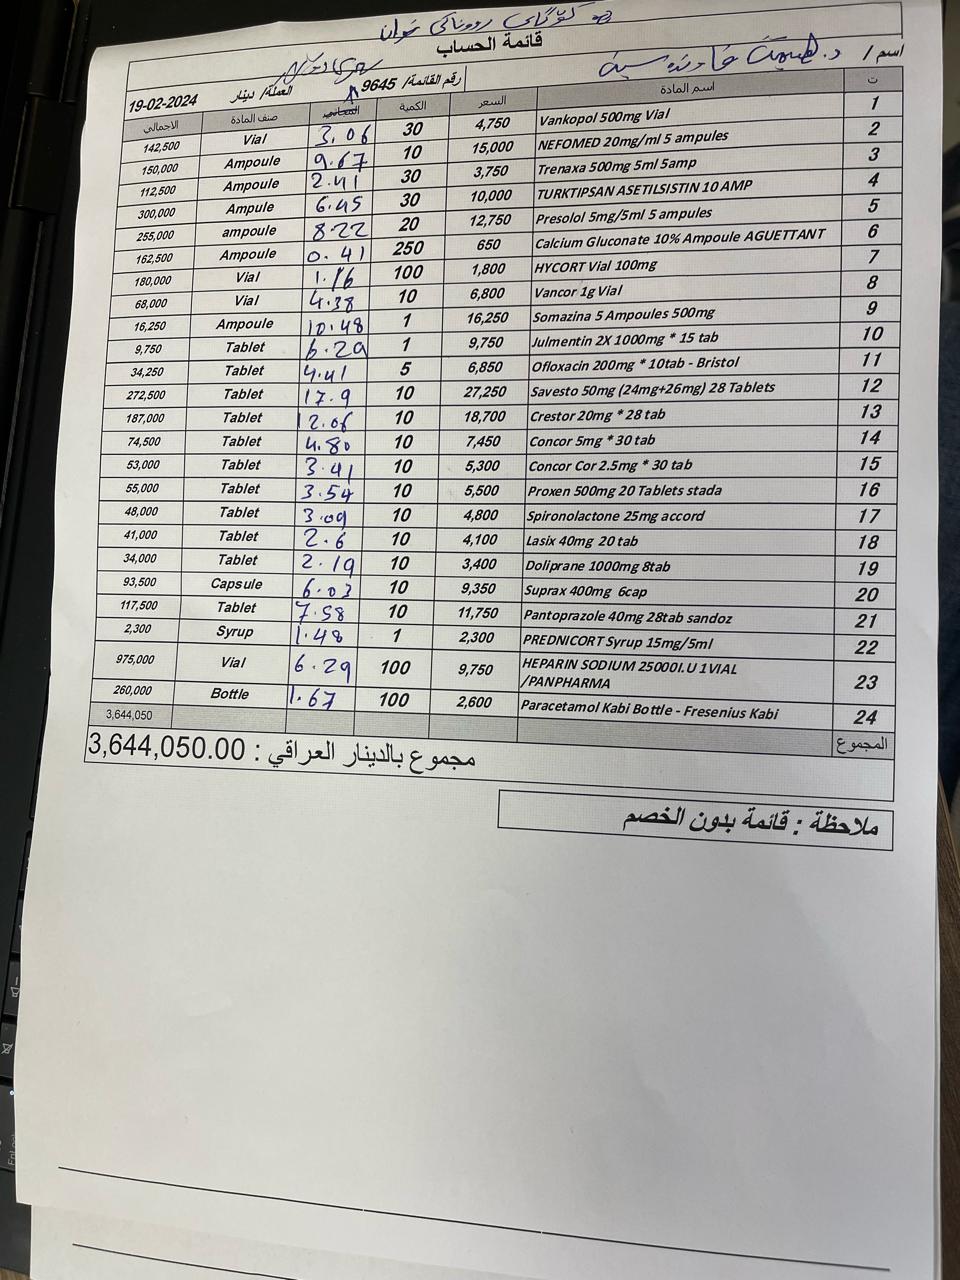 قائمة الحساب
اسم /
رقم القائمة/ 9645 العملة/ دينار 19-02-2024
ت اسم المادة السعر الكمية المجاني صنف المادة الاجمالي
1 Vankopol 500mg Vial 4,750 30 3.06 Vial 142,500
2 NEFOMED 20mg/ml 5 ampules 15,000 10 9.67 Ampoule 150,000
3 Trenaxa 500mg 5ml 5amp 3,750 30 2.41 Ampoule 112,500
4 TURKTIPSAN ASETILSISTIN 10 AMP 10,000 30 6.45 Ampule 300,000
5 Presolol 5mg/5ml 5 ampules 12,750 20 8.22 ampoule 255,000
6 Calcium Gluconate 10% Ampoule AGUETTANT 650 250 0.41 Ampoule 162,500
7 HYCORT Vial 100mg 1,800 100 1.16 Vial 180,000
8 Vancor 1g Vial 6,800 10 4.38 Vial 68,000
9 Somazina 5 Ampoules 500mg 16,250 1 10.48 Ampoule 16,250
10 Julmentin 2X 1000mg * 15 tab 9,750 1 6.29 Tablet 9,750
11 Ofloxacin 200mg * 10tab - Bristol 6,850 5 4.41 Tablet 34,250
12 Savesto 50mg (24mg+26mg) 28 Tablets 27,250 10 17.9 Tablet 272,500
13 Crestor 20mg * 28 tab 18,700 10 12.06 Tablet 187,000
14 Concor 5mg * 30 tab 7,450 10 4.80 Tablet 74,500
15 Concor Cor 2.5mg * 30 tab 5,300 10 3.41 Tablet 53,000
16 Proxen 500mg 20 Tablets stada 5,500 10 3.54 Tablet 55,000
17 Spironolactone 25mg accord 4,800 10 3.09 Tablet 48,000
18 Lasix 40mg 20 tab 4,100 10 2.6 Tablet 41,000
19 Doliprane 1000mg 8tab 3,400 10 2.19 Tablet 34,000
20 Suprax 400mg 6cap 9,350 10 6.03 Capsule 93,500
21 Pantoprazole 40mg 28tab sandoz 11,750 10 7.58 Tablet 117,500
22 PREDNICORT Syrup 15mg/5ml 2,300 1 1.48 Syrup 2,300
23 HEPARIN SODIUM 25000I.U 1VIAL 9,750 100 6.29 Vial 975,000
/PANPHARMA
24 Paracetamol Kabi Bottle - Fresenius Kabi 2,600 100 1.67 Bottle 260,000
المجموع 3,644,050
مجموع بالدينار العراقي : 3,644,050.00
ملاحظة : قائمة بدون الخصم